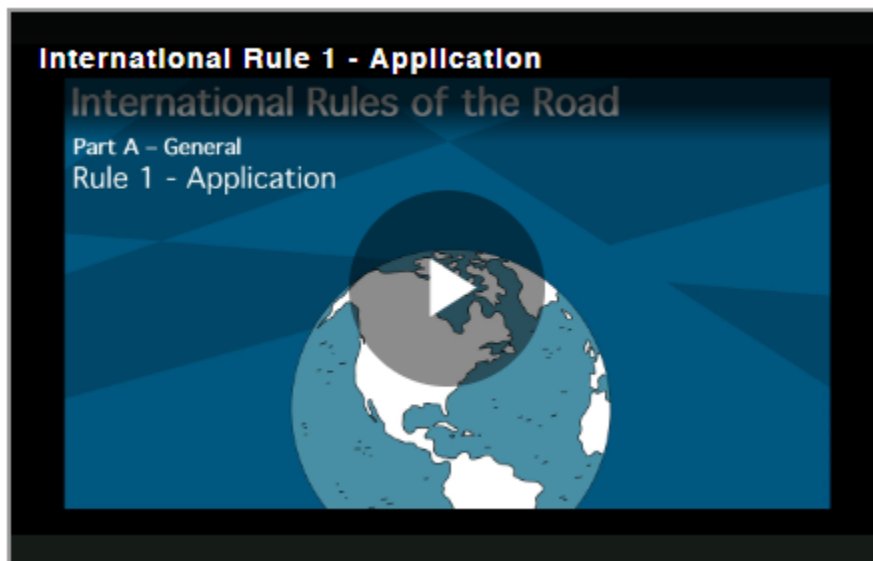 International Rule 1 - Application
International Rules of the Road
Part A – General
Rule 1 - Application